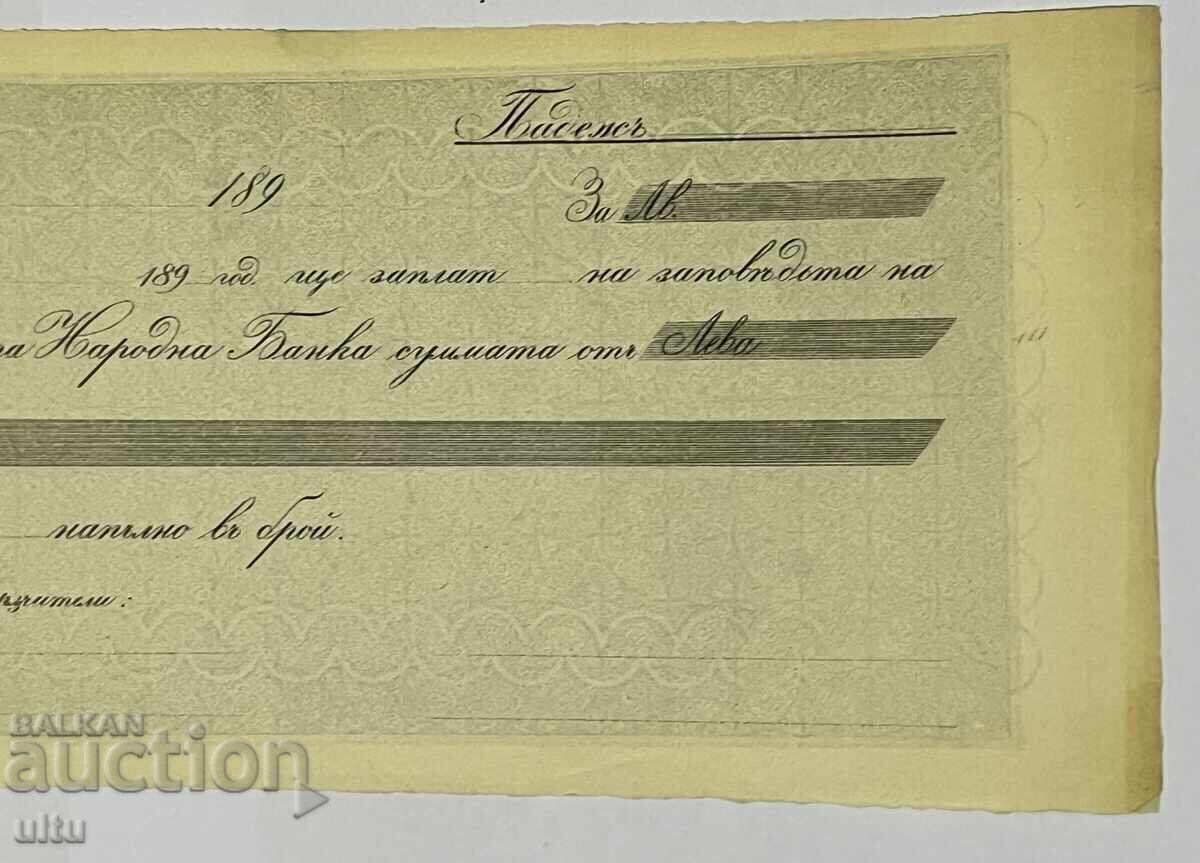 Падежъ
189
За Лв.
189 год. ще заплат на заповѣдьта на
Народна Банка суммата отъ Лева
напълно въ брой.
BALKAN
auction
ultu